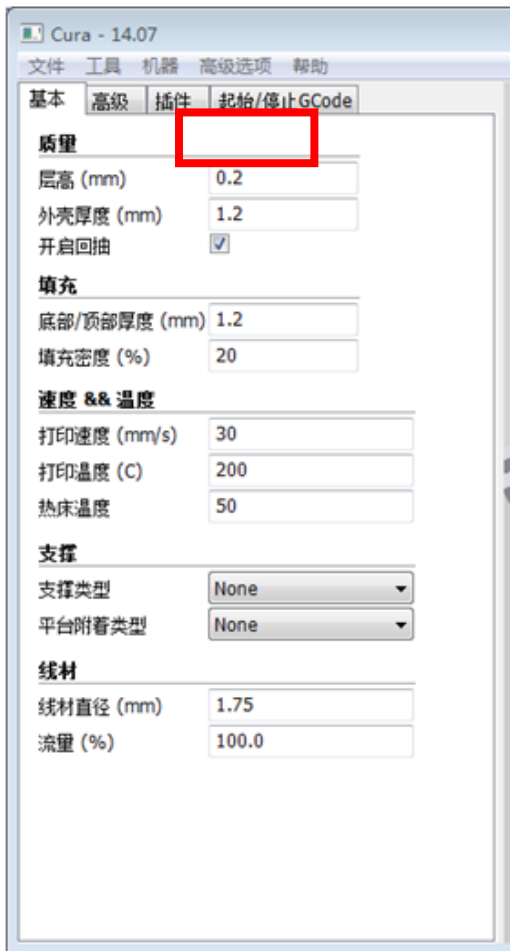 Cura - 14.07
文件 工具 机器 高级选项 帮助
基本 高级 插件 起始/停止GCode
质量
层高 (mm) 0.2
外壳厚度 (mm) 1.2
开启回抽
填充
底部/顶部厚度 (mm) 1.2
填充密度 (%) 20
速度 && 温度
打印速度 (mm/s) 30
打印温度 (C) 200
热床温度 50
支撑
支撑类型 None
平台附着类型 None
线材
线材直径 (mm) 1.75
流量 (%) 100.0